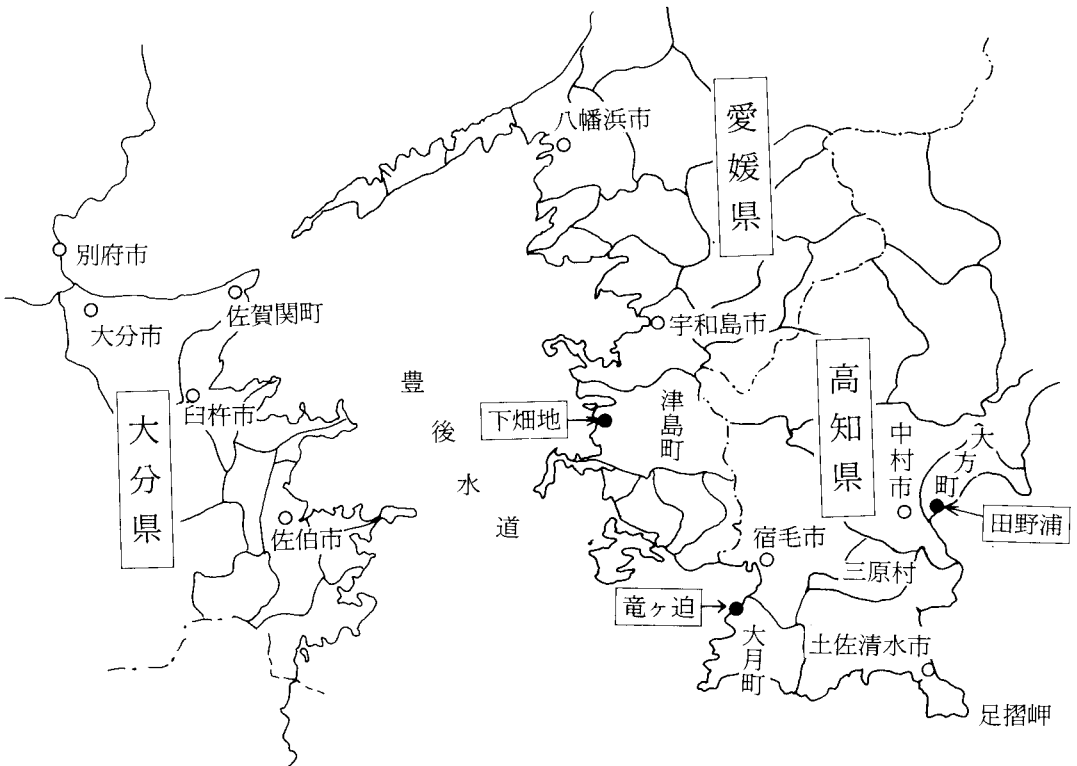 八幡浜市
愛媛県
別府市
大分市
佐賀関町
宇和島市
臼杵市
大分県
豊後水道
下畑地
津島町
高知県
中村市
大方町
田野浦
佐伯市
宿毛市
三原村
竜ヶ迫
大月町
土佐清水市
足摺岬